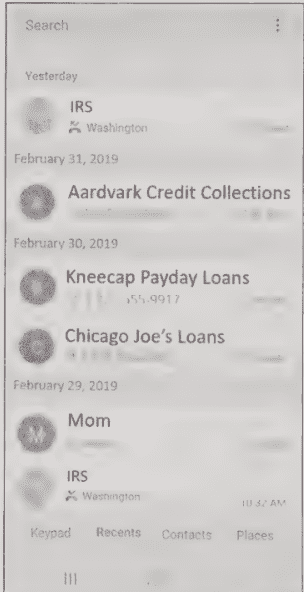 Search
Yesterday
IRS
Washington
February 31, 2019
Aardvark Credit Collections
February 30, 2019
Kneecap Payday Loans
555-9917
Chicago Joe's Loans
February 29, 2019
Mom
IRS
Washington
10:32 AM
Keypad Recents Contacts Places